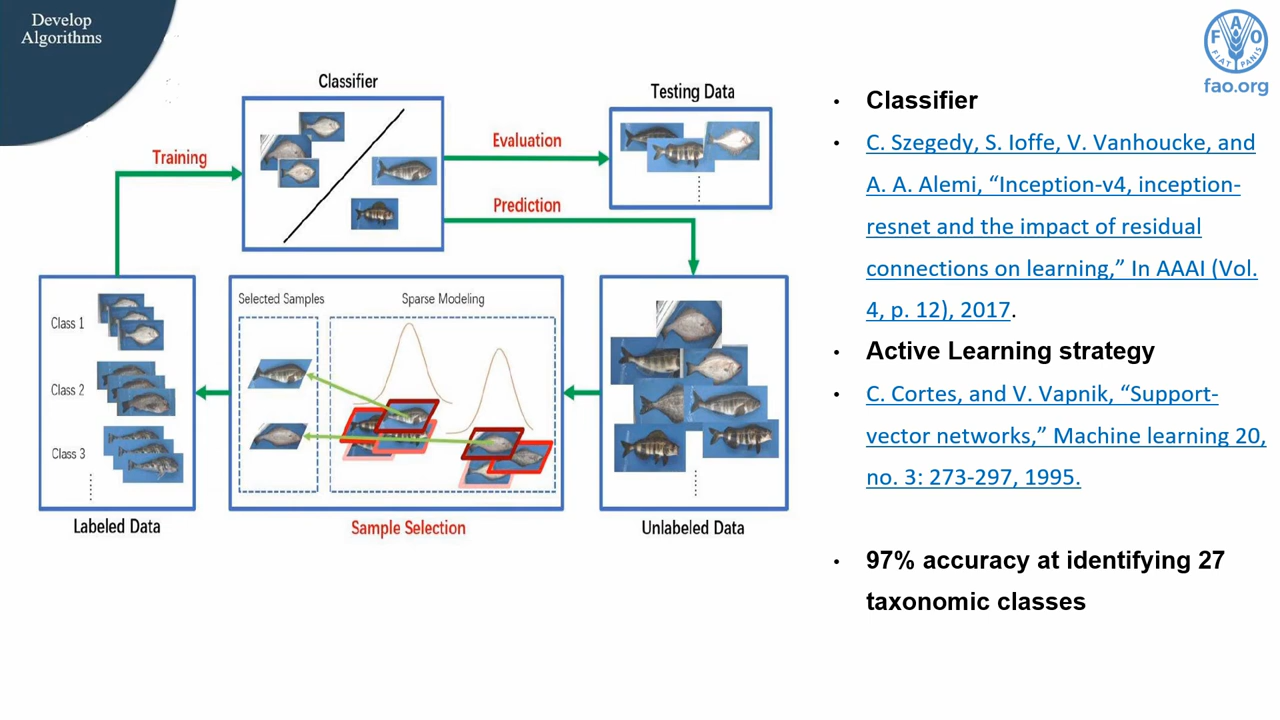 Develop
Algorithms
Classifier
Training
Evaluation
Prediction
Testing Data
Class 1
Class 2
Class 3
Labeled Data
Selected Samples
Sparse Modeling
Sample Selection
Unlabeled Data
F A O
FIAT PANIS
fao.org
• Classifier
• C. Szegedy, S. Ioffe, V. Vanhoucke, and
A. A. Alemi, “Inception-v4, inception-
resnet and the impact of residual
connections on learning,” In AAAI (Vol.
4, p. 12), 2017.
• Active Learning strategy
• C. Cortes, and V. Vapnik, “Support-
vector networks,” Machine learning 20,
no. 3: 273-297, 1995.
• 97% accuracy at identifying 27
taxonomic classes